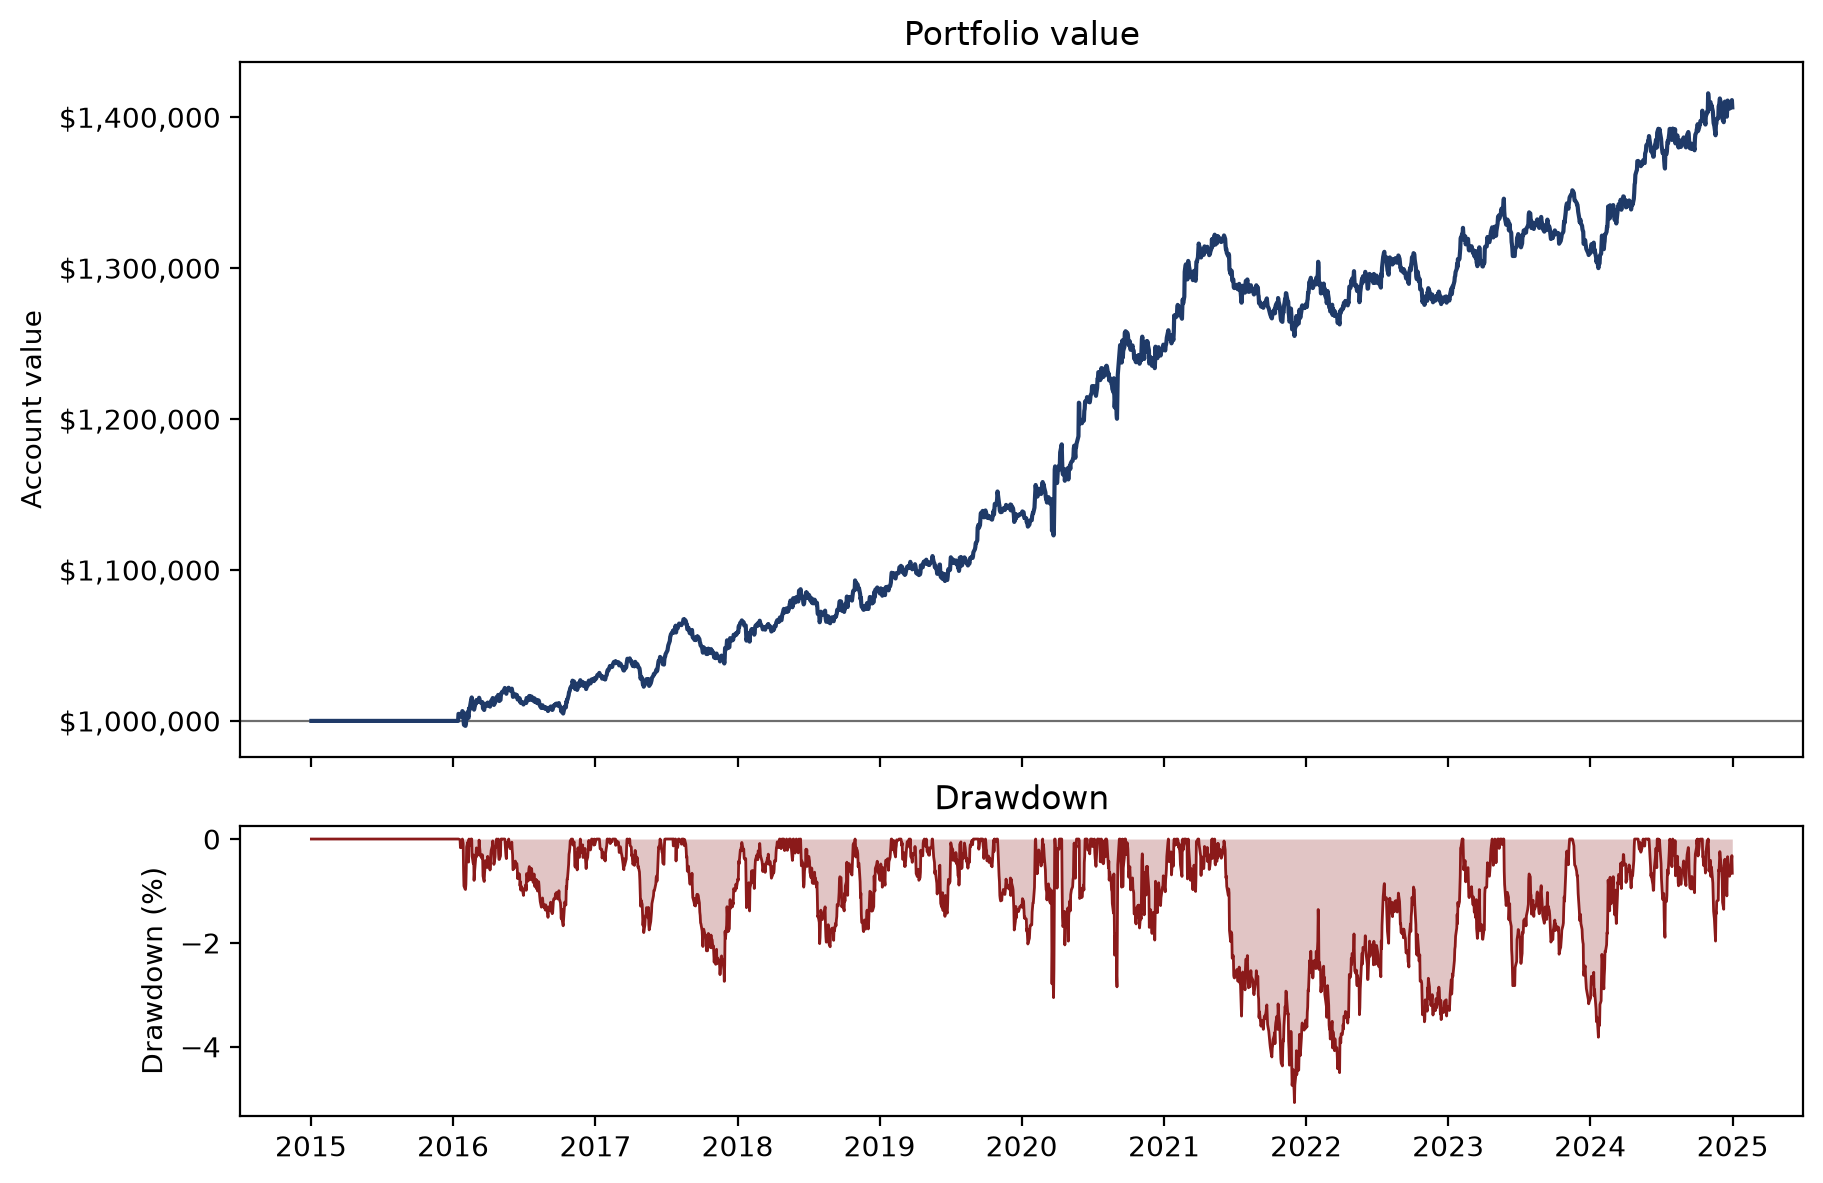 Portfolio value
Account value
$1,400,000
$1,300,000
$1,200,000
$1,100,000
$1,000,000
Drawdown
Drawdown (%)
0
−2
−4
2015 2016 2017 2018 2019 2020 2021 2022 2023 2024 2025